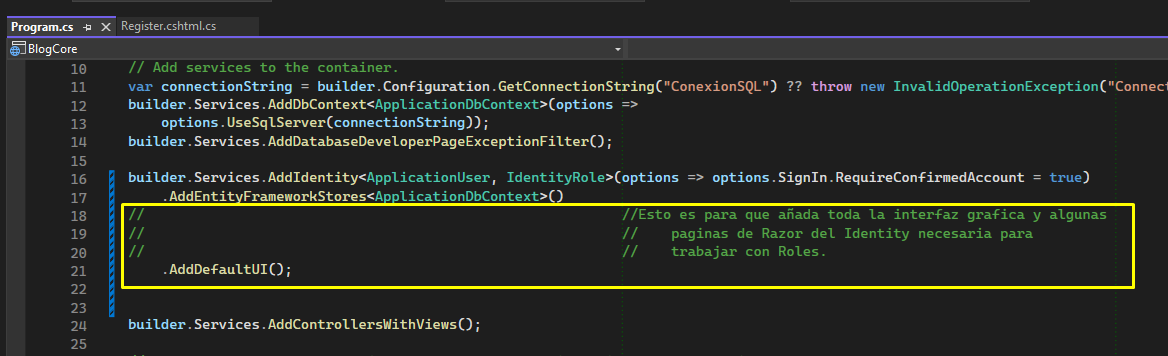 Program.cs
Register.cshtml.cs
BlogCore
10 // Add services to the container.
11 var connectionString = builder.Configuration.GetConnectionString("ConexionSQL") ?? throw new InvalidOperationException("Connect
12 builder.Services.AddDbContext<ApplicationDbContext>(options =>
13 options.UseSqlServer(connectionString));
14 builder.Services.AddDatabaseDeveloperPageExceptionFilter();
15
16 builder.Services.AddIdentity<ApplicationUser, IdentityRole>(options => options.SignIn.RequireConfirmedAccount = true)
17 .AddEntityFrameworkStores<ApplicationDbContext>()
18 // //Esto es para que añada toda la interfaz grafica y algunas
19 // // paginas de Razor del Identity necesaria para
20 // // trabajar con Roles.
21 .AddDefaultUI();
22
23
24 builder.Services.AddControllersWithViews();
25